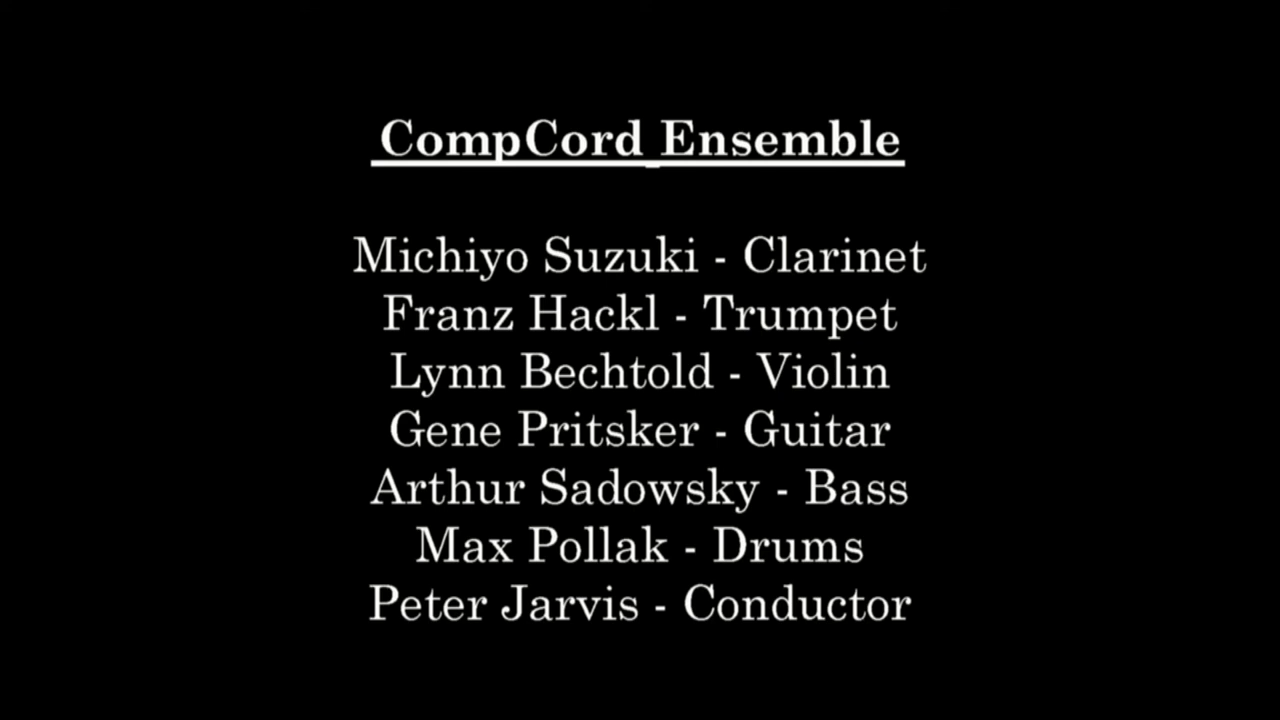 CompCord Ensemble
Michiyo Suzuki - Clarinet
Franz Hackl - Trumpet
Lynn Bechtold - Violin
Gene Pritsker - Guitar
Arthur Sadowsky - Bass
Max Pollak - Drums
Peter Jarvis - Conductor